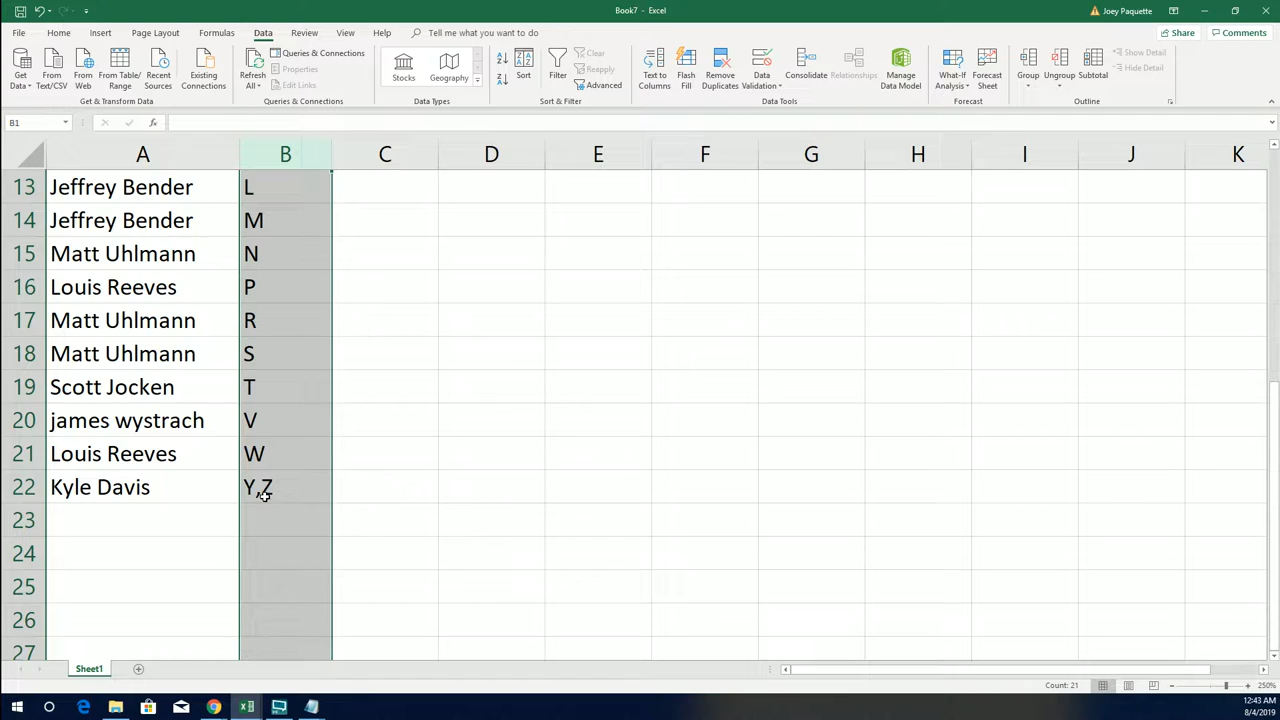 Book7 - Excel
Joey Paquette
File Home Insert Page Layout Formulas Data Review View Help Tell me what you want to do
Share Comments
Get Data From Text/CSV From Web From Table/ Range Recent Sources Existing Connections
Refresh All Queries & Connections Properties Edit Links
Stocks Geography
Sort Filter Clear Reapply Advanced
Text to Columns Flash Fill Remove Duplicates Data Validation Consolidate Relationships Manage Data Model
What-If Analysis Forecast Sheet
Group Ungroup Subtotal Show Detail Hide Detail
Get & Transform Data Queries & Connections Data Types Sort & Filter Data Tools Forecast Outline
B1 fx
A B C D E F G H I J K
13 Jeffrey Bender L
14 Jeffrey Bender M
15 Matt Uhlmann N
16 Louis Reeves P
17 Matt Uhlmann R
18 Matt Uhlmann S
19 Scott Jocken T
20 james wystrach V
21 Louis Reeves W
22 Kyle Davis Y,Z
23
24
25
26
27
Sheet1
Count: 21 250%
12:43 AM
8/4/2019